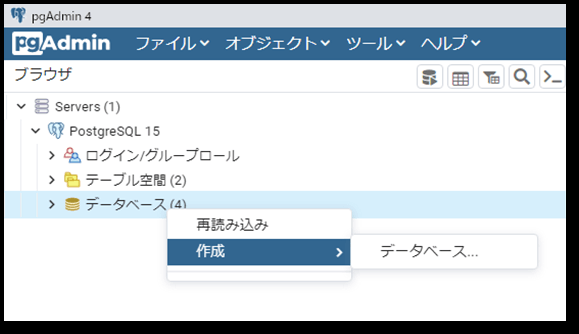 pgAdmin 4
pgAdmin ファイル オブジェクト ツール ヘルプ
ブラウザ
Servers (1)
PostgreSQL 15
ログイン/グループロール
テーブル空間 (2)
データベース (4)
再読み込み
作成 データベース...